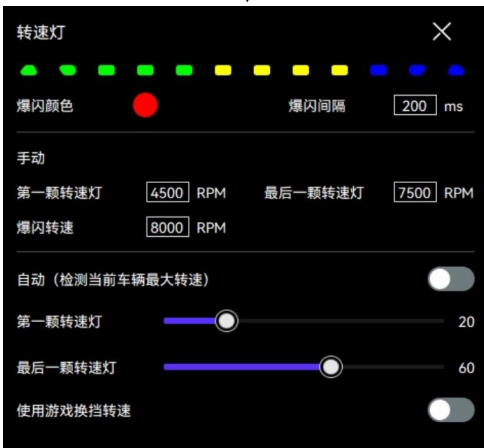 转速灯
爆闪颜色 爆闪间隔 200 ms
手动
第一颗转速灯 4500 RPM 最后一颗转速灯 7500 RPM
爆闪转速 8000 RPM
自动（检测当前车辆最大转速）
第一颗转速灯 20
最后一颗转速灯 60
使用游戏换挡转速